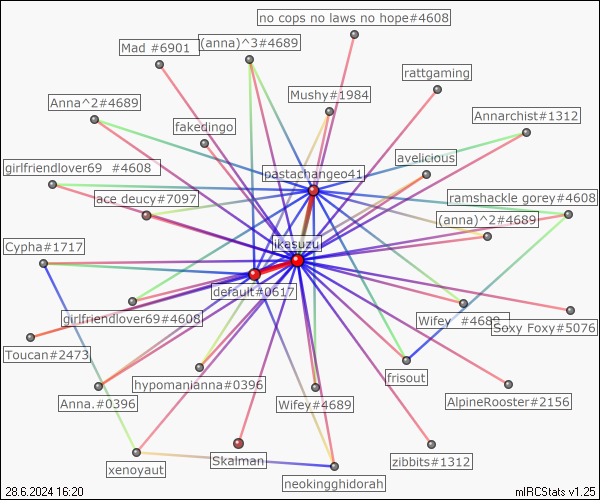 no cops no laws no hope#4608
Mad #6901
(anna)^3#4689
rattgaming
Anna^2#4689
Mushy#1984
Annarchist#1312
fakedingo
avelicious
girlfriendlover69 #4608
pastachangeo41
ace deucy#7097
ramshackle gorey#4608
(anna)^2#4689
Cypha#1717
ikasuzu
default#0617
girlfriendlover69#4608
Wifey #4689
Soxy Foxy#5076
Toucan#2473
hypomanianna#0396
frisout
Anna.#0396
Wifey#4689
AlpineRooster#2156
xenoyaut
Skalman
zibbits#1312
neokingghidorah
28.6.2024 16:20
mIRCStats v1.25